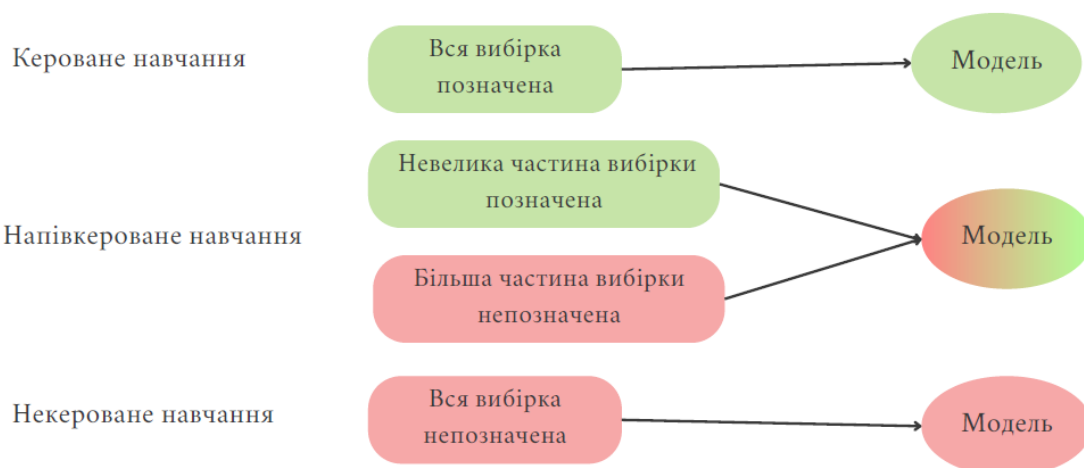 Кероване навчання
Вся вибірка
позначена
Модель
Напівкероване навчання
Невелика частина вибірки
позначена
Більша частина вибірки
непозначена
Модель
Некероване навчання
Вся вибірка
непозначена
Модель